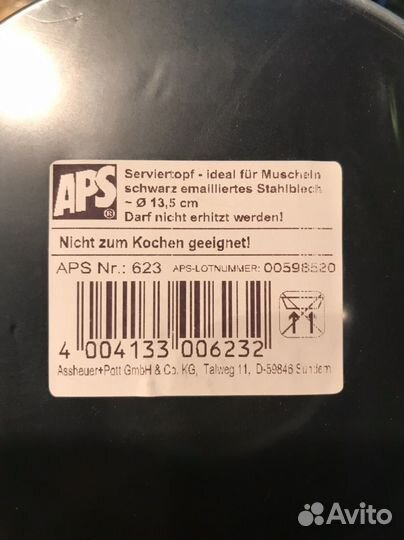 APS®
Serviertopf - ideal für Muscheln
schwarz emailliertes Stahlblech
~ Ø 13,5 cm
Darf nicht erhitzt werden!
Nicht zum Kochen geeignet!
APS Nr.: 623 APS-LOTNUMMER: 00598520
4 004133 006232
Assheuer+Pott GmbH & Co. KG, Talweg 11, D-59846 Sundern
Avito